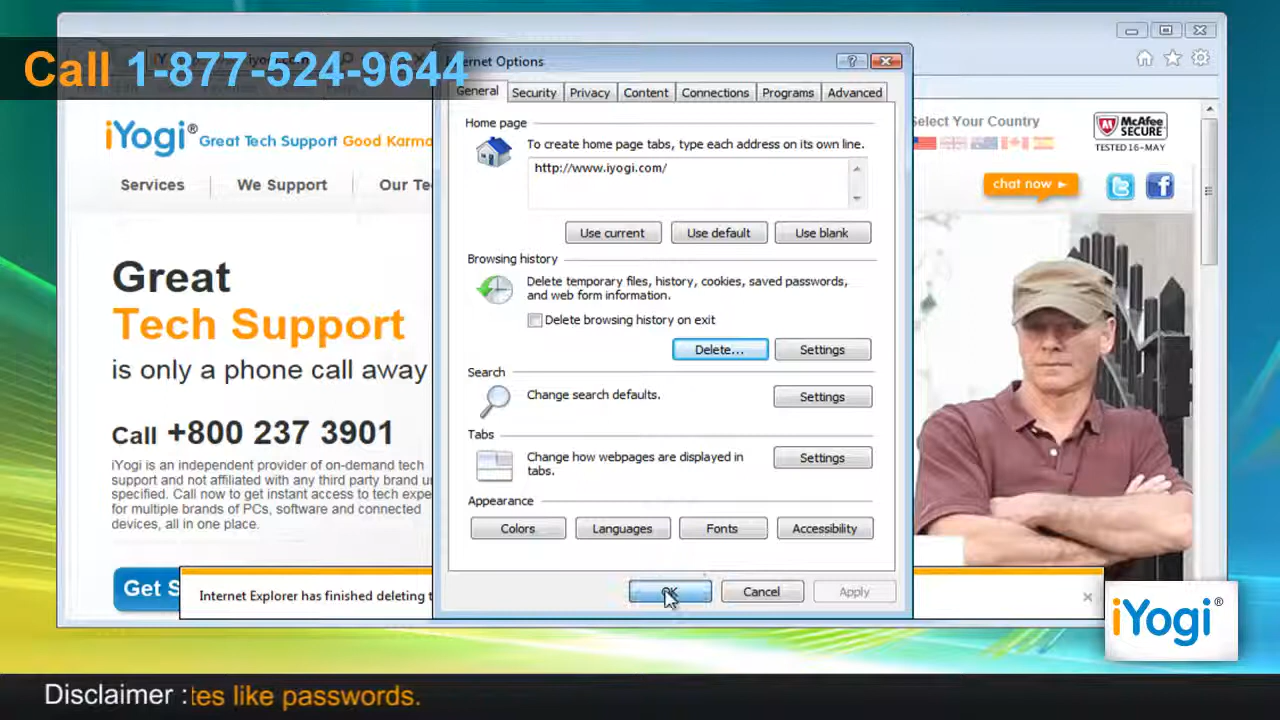 Call 1-877-524-9644
Internet Options
General
Security
Privacy
Content
Connections
Programs
Advanced
Home page
To create home page tabs, type each address on its own line.
http://www.iyogi.com/
Use current
Use default
Use blank
Browsing history
Delete temporary files, history, cookies, saved passwords,
and web form information.
Delete browsing history on exit
Delete...
Settings
Search
Change search defaults.
Settings
Tabs
Change how webpages are displayed in
tabs.
Settings
Appearance
Colors
Languages
Fonts
Accessibility
OK
Cancel
Apply
iYogi® Great Tech Support Good Karma
Select Your Country
McAfee
SECURE
TESTED 16-MAY
Services
We Support
Our
chat now
Great
Tech Support
is only a phone call away
Call +800 237 3901
iYogi is an independent provider of on-demand tech
support and not affiliated with any third party brand
specified. Call now to get instant access to tech
for multiple brands of PCs, software and connected
devices, all in one place.
Get
Internet Explorer has finished deleting
iYogi®
Disclaimer : tes like passwords.